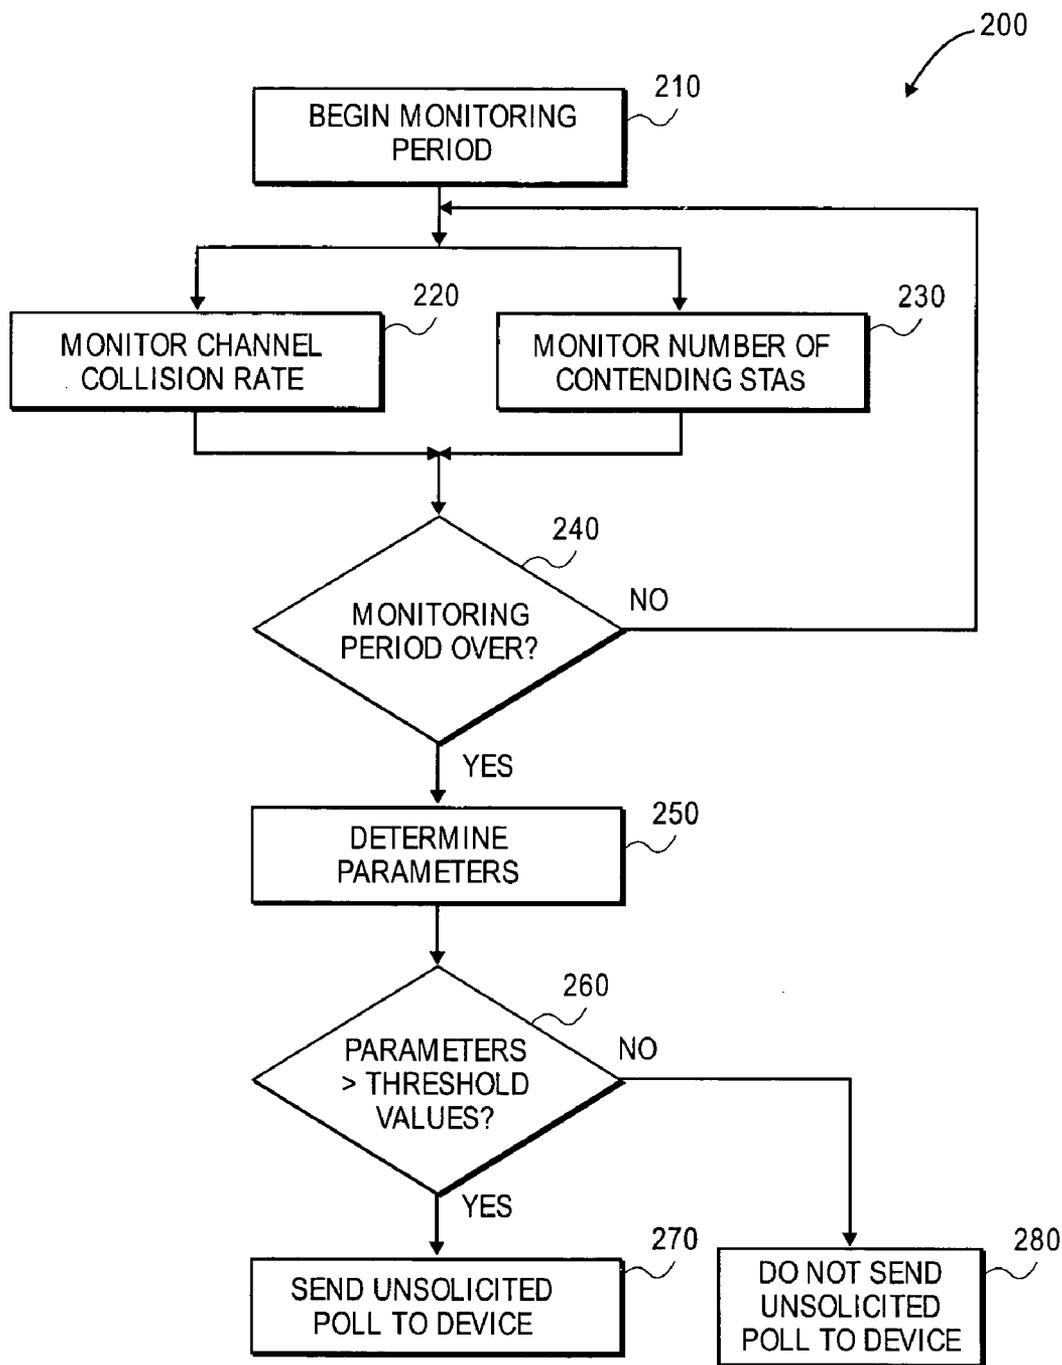 200
210
BEGIN MONITORING
PERIOD
220
230
MONITOR CHANNEL
COLLISION RATE
MONITOR NUMBER OF
CONTENDING STAS
240
MONITORING
PERIOD OVER?
NO
YES
250
DETERMINE
PARAMETERS
260
PARAMETERS
> THRESHOLD
VALUES?
NO
YES
270
SEND UNSOLICITED
POLL TO DEVICE
280
DO NOT SEND
UNSOLICITED
POLL TO DEVICE